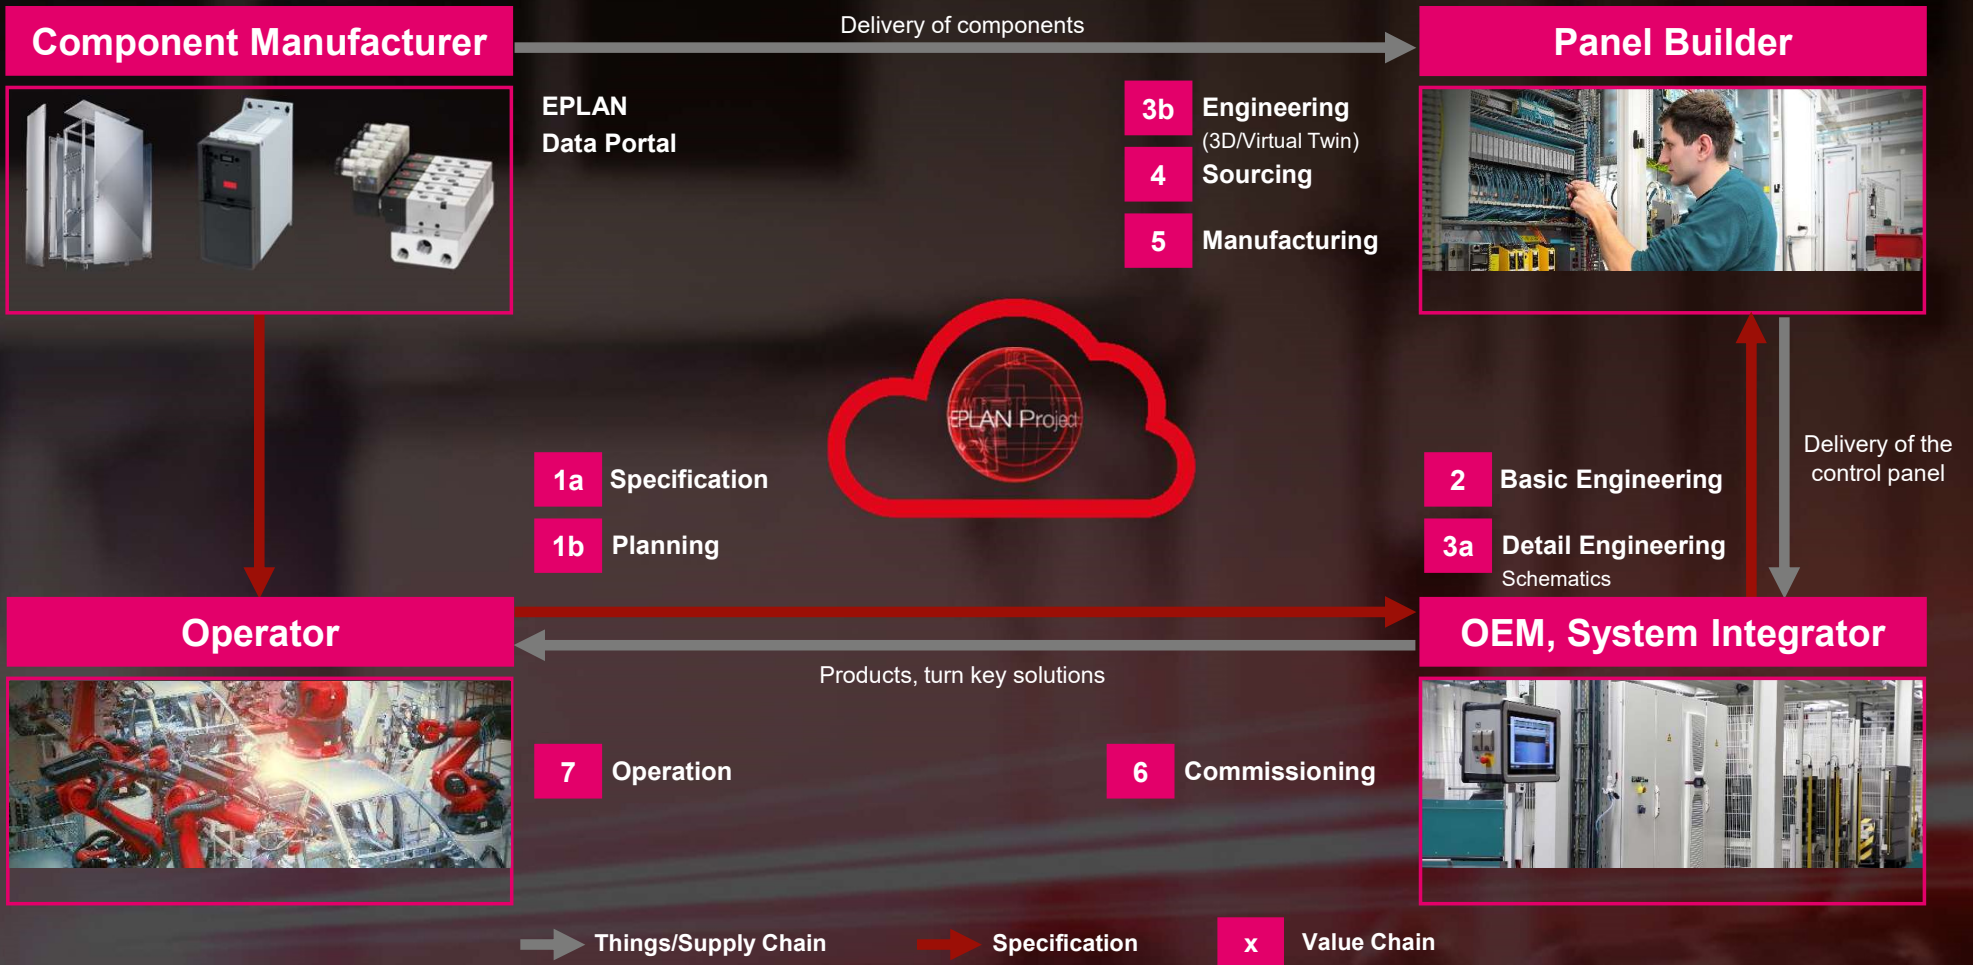 Component Manufacturer
Delivery of components
Panel Builder
EPLAN
Data Portal
3b Engineering
(3D/Virtual Twin)
4 Sourcing
5 Manufacturing
EPLAN Project
1a Specification
1b Planning
2 Basic Engineering
3a Detail Engineering
Schematics
Delivery of the
control panel
Operator
OEM, System Integrator
Products, turn key solutions
7 Operation
6 Commissioning
Things/Supply Chain
Specification
x Value Chain